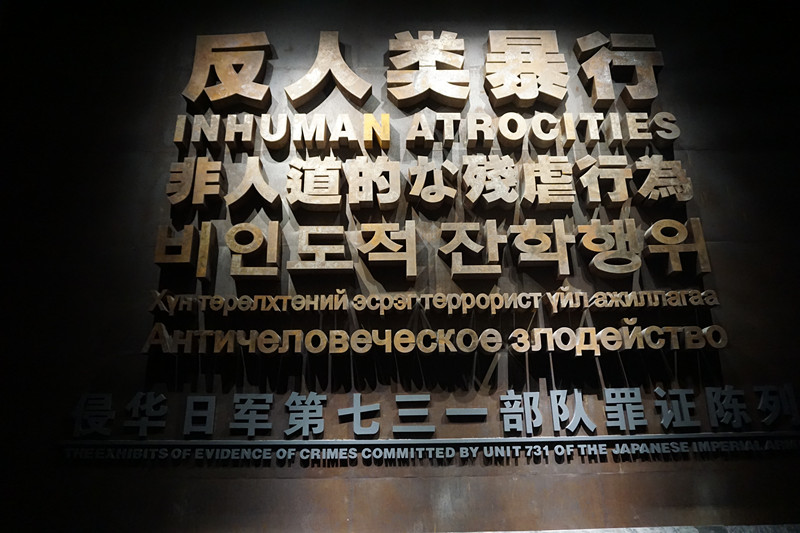 反人类暴行
INHUMAN ATROCITIES
非人道的な残虐行為
비인도적 잔학행위
Хүн төрөлхтөний эсрэг террорист үйл ажиллагаа
Античеловеческое злодейство
侵华日军第七三一部队罪证陈列
THE EXHIBITS OF EVIDENCE OF CRIMES COMMITTED BY UNIT 731 OF THE JAPANESE IMPERIAL ARM